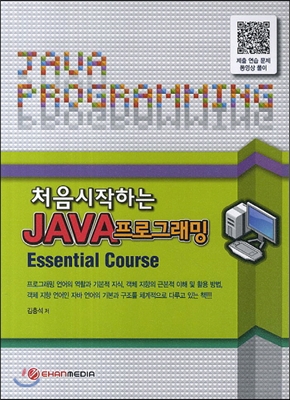 JAVA
PROGRAMMING
제출 연습 문제
동영상 풀이
처음시작하는
JAVA프로그래밍
Essential Course
프로그래밍 언어의 역할과 기본적 지식, 객체 지향의 근본적 이해 및 활용 방법,
객체 지향 언어인 자바 언어의 기본과 구조를 체계적으로 다루고 있는 책!!!
김충석 저
EHANMEDIA